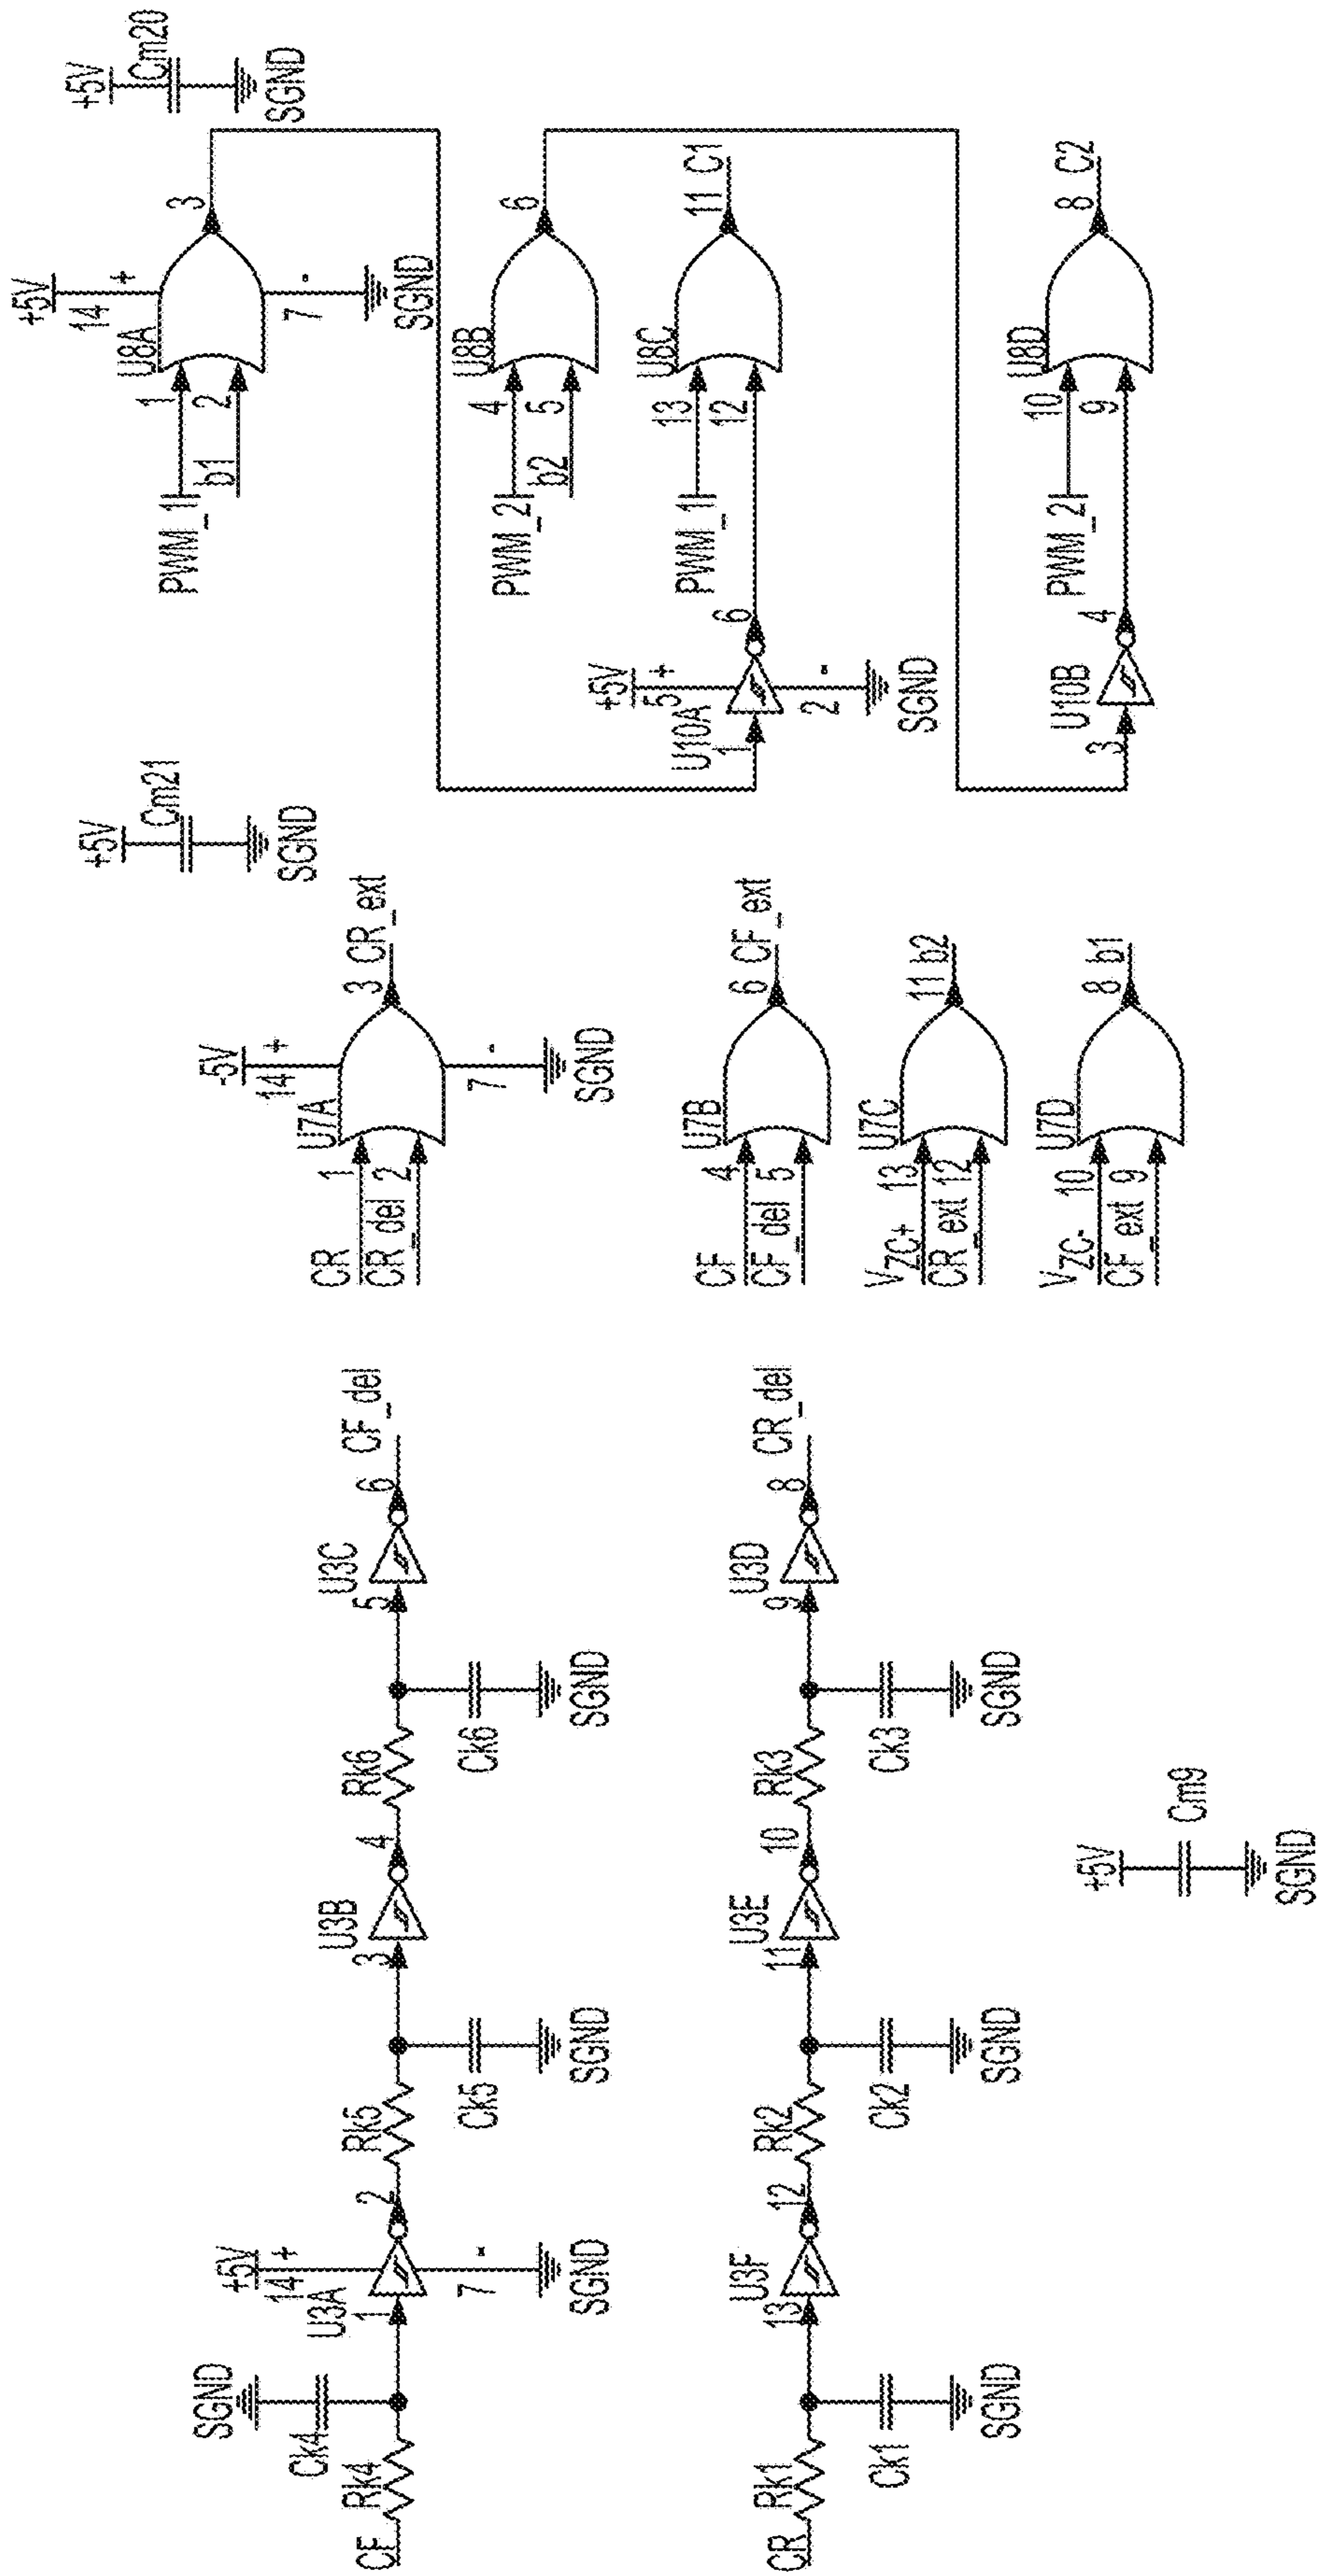 CF Rk4
Ck4
SGND
+5V
14 +
U3A
1
2
7 -
SGND
Rk5
Ck5
SGND
U3B
3
4
Rk6
Ck6
SGND
U3C
5
6 CF_del
CR Rk1
Ck1
SGND
U3F
13
12
Rk2
Ck2
SGND
U3E
11
10
Rk3
Ck3
SGND
U3D
9
8 CR_del
+5V
Cm9
SGND
-5V
14 +
U7A
CR 1
CR_del 2
3 CR_ext
7 -
SGND
+5V
Cm21
SGND
U7B
CF 4
CF_del 5
6 CF_ext
U7C
VZC+ 13
CR_ext 12
11 b2
U7D
VZC- 10
CF_ext 9
8 b1
+5V
14 +
U8A
PWM_1 1
b1 2
3
7 -
SGND
+5V
Cm20
SGND
U8B
PWM_2 4
b2 5
6
U8C
PWM_1 13
12
11 C1
+5V
5 +
U10A
1
6
2 -
SGND
U8D
PWM_2 10
9
8 C2
U10B
3
4